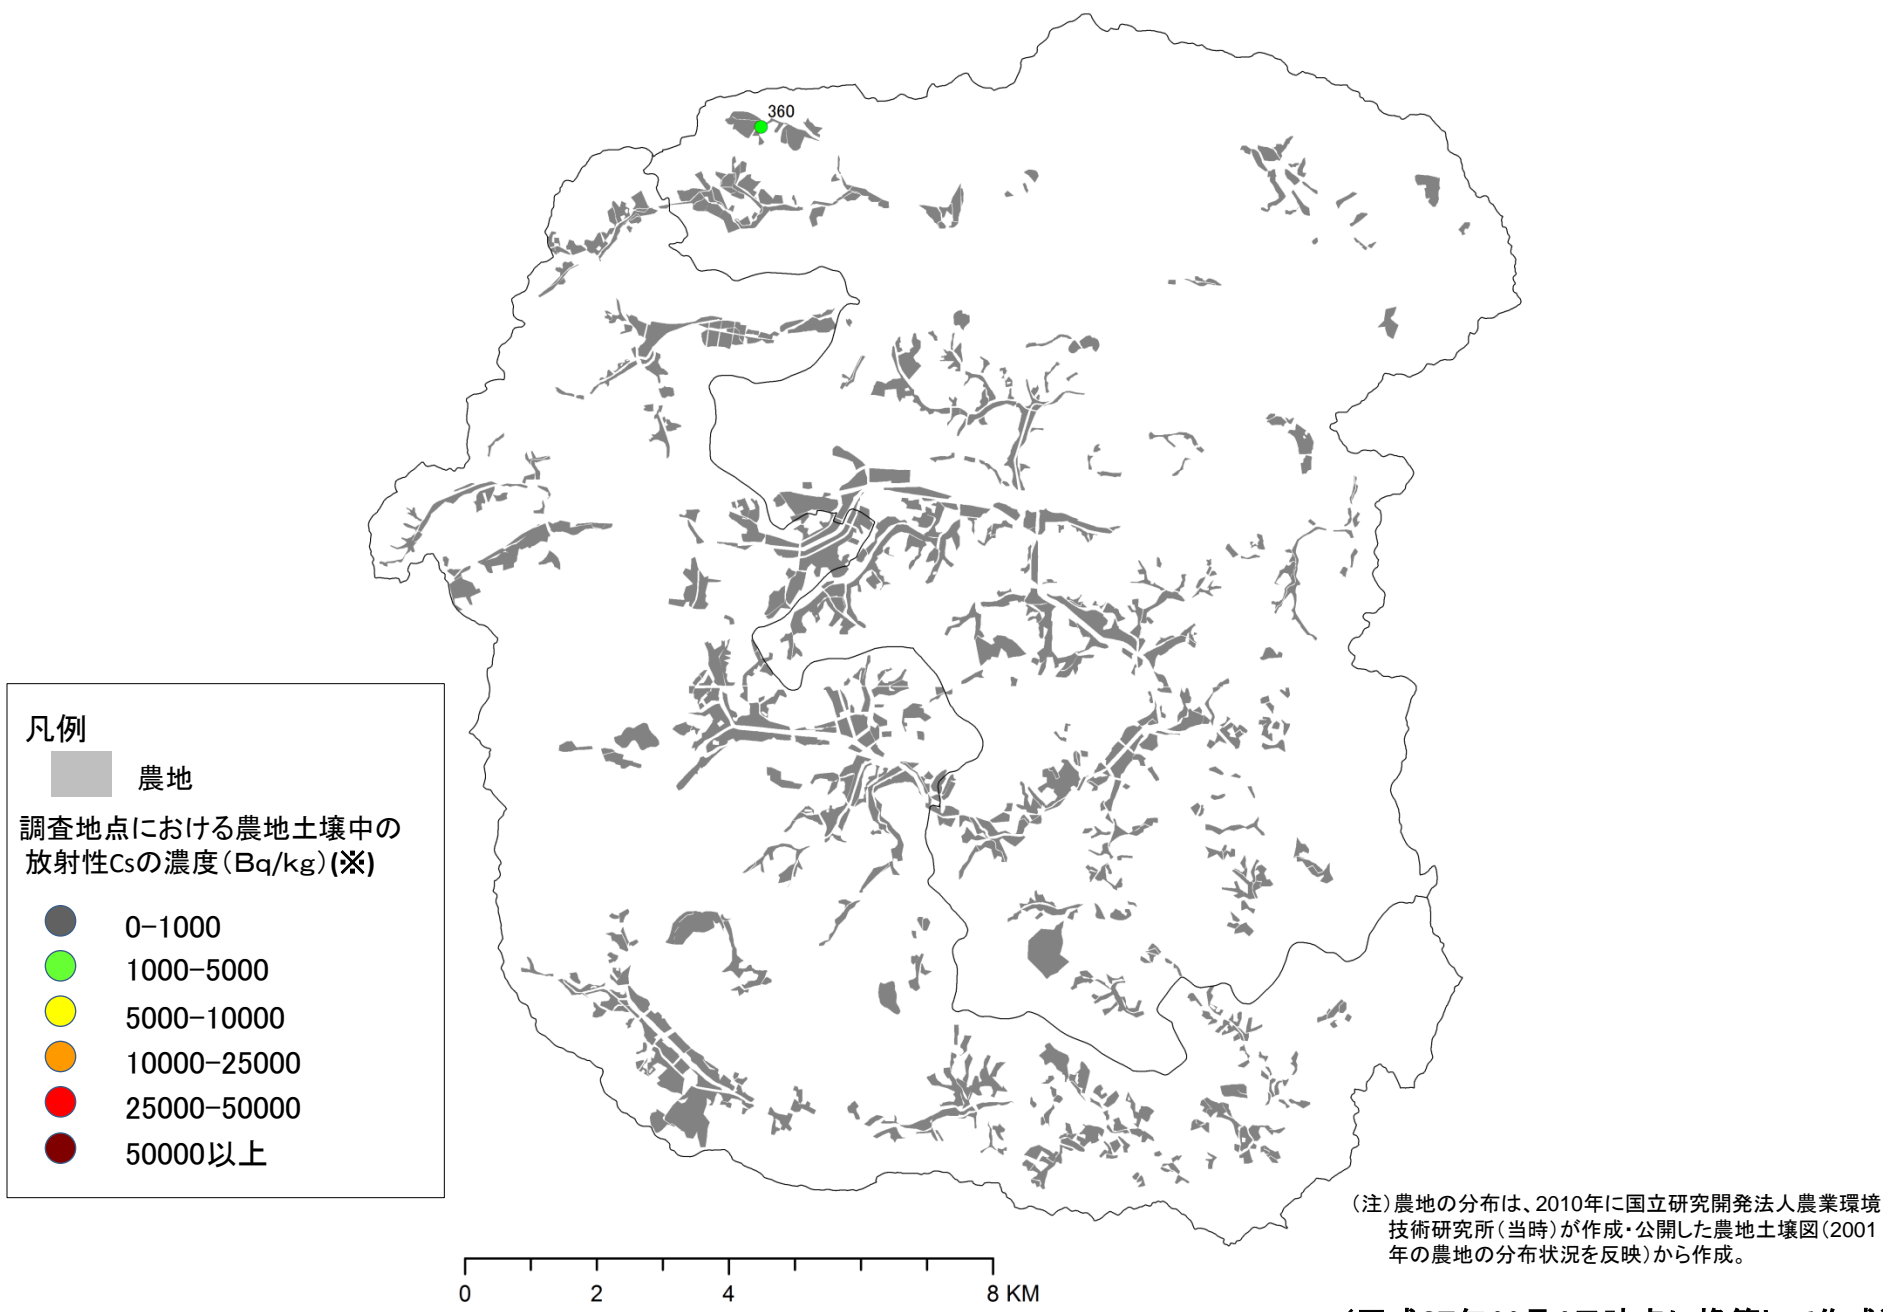 360
凡例
農地
調査地点における農地土壌中の
放射性Csの濃度(Bq/kg)(※)
0-1000
1000-5000
5000-10000
10000-25000
25000-50000
50000以上
0 2 4 8 KM
(注)農地の分布は、2010年に国立研究開発法人農業環境
技術研究所(当時)が作成・公開した農地土壌図(2001
年の農地の分布状況を反映)から作成。